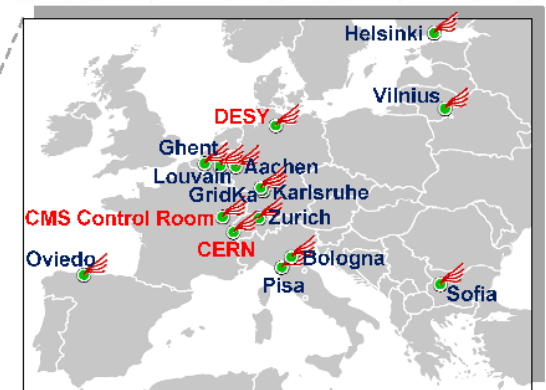 Helsinki
Vilnius
DESY
Ghent
Aachen
Louvain
GridKa
Karlsruhe
CMS Control Room
Zurich
CERN
Oviedo
Bologna
Pisa
Sofia